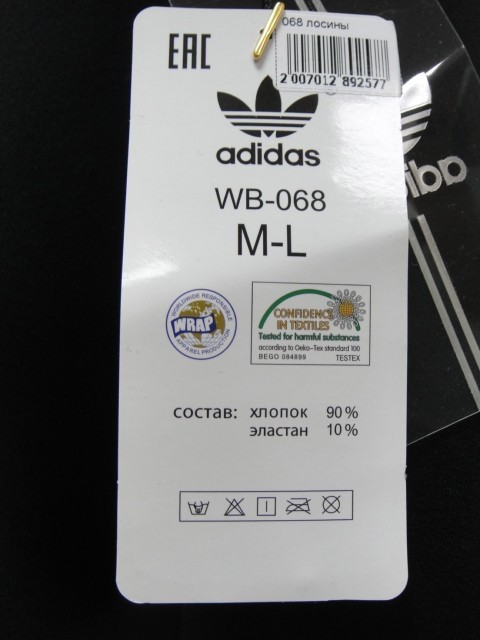 EAC
068 лосины
2 007012 892577
adidas
adidas
WB-068
M-L
WORLDWIDE RESPONSIBLE
WRAP
APPAREL PRODUCTION
CONFIDENCE
IN TEXTILES
Tested for harmful substances
according to Oeko-Tex standard 100
BEGO 084899 TESTEX
состав: хлопок 90%
эластан 10%